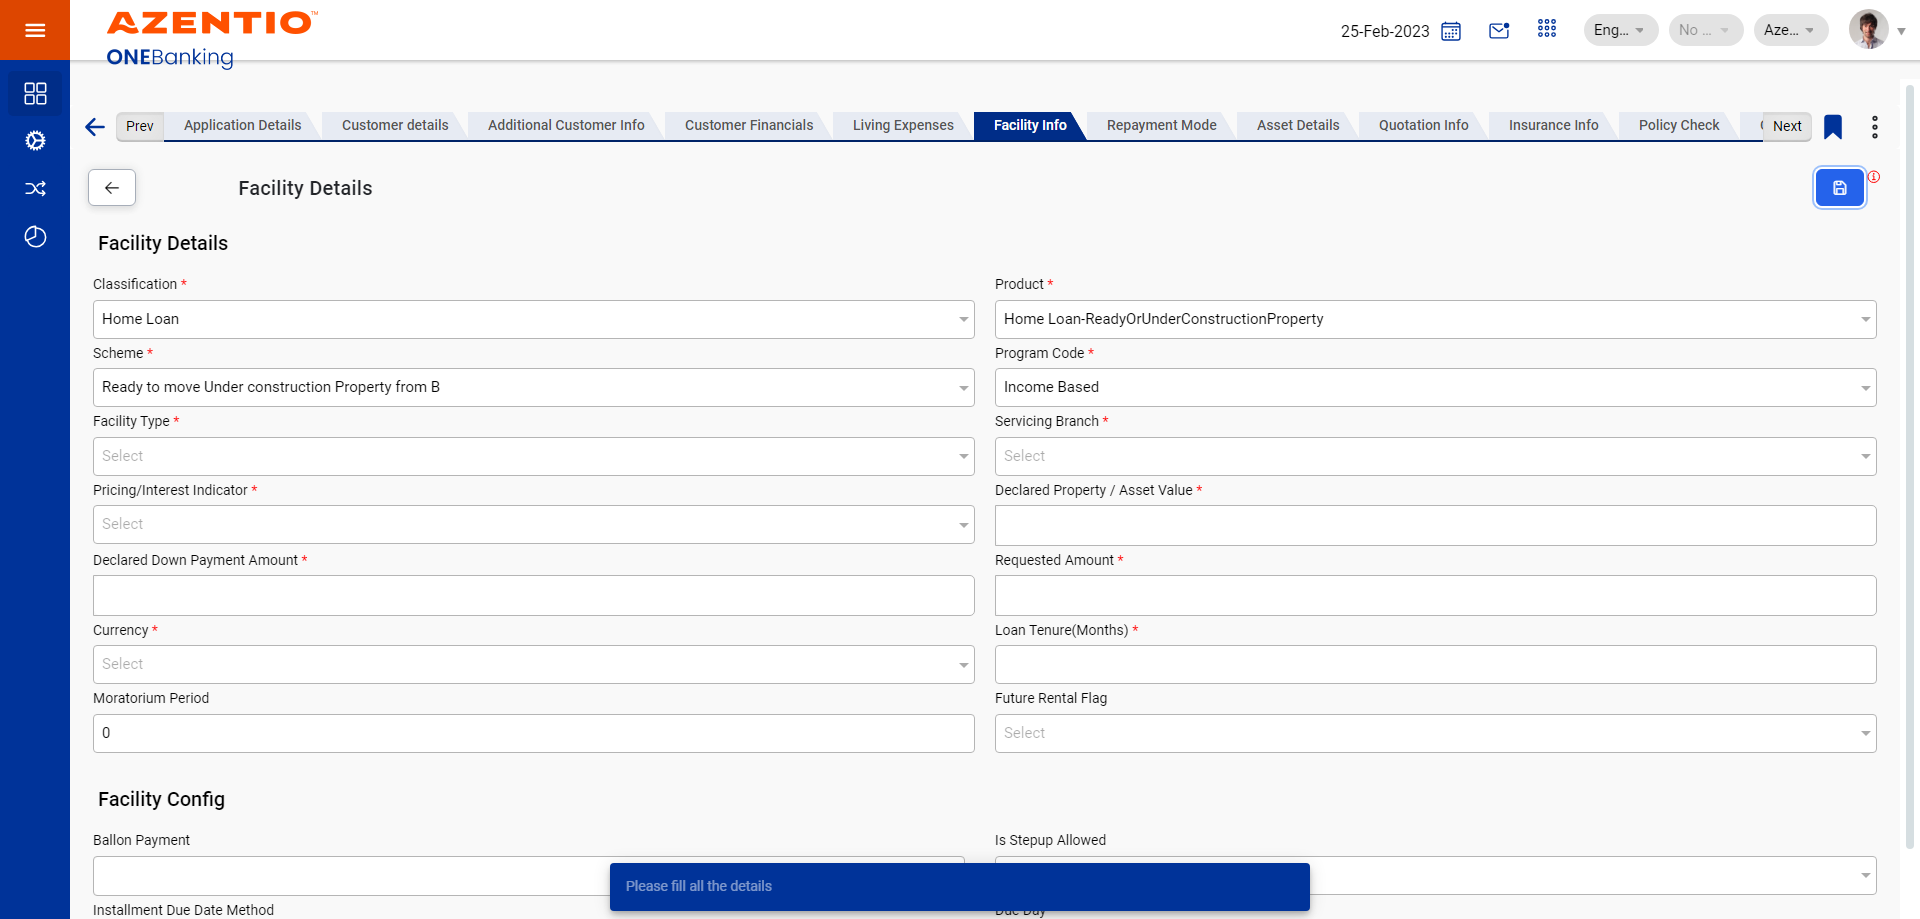 AZENTIO™
ONEBanking
25-Feb-2023
Eng...
No ...
Aze...
Prev
Application Details
Customer details
Additional Customer Info
Customer Financials
Living Expenses
Facility Info
Repayment Mode
Asset Details
Quotation Info
Insurance Info
Policy Check
Next
Facility Details
Facility Details
Classification *
Product *
Home Loan
Home Loan-ReadyOrUnderConstructionProperty
Scheme *
Program Code *
Ready to move Under construction Property from B
Income Based
Facility Type *
Servicing Branch *
Select
Select
Pricing/Interest Indicator *
Declared Property / Asset Value *
Select
Declared Down Payment Amount *
Requested Amount *
Currency *
Loan Tenure(Months) *
Select
Moratorium Period
Future Rental Flag
0
Select
Facility Config
Ballon Payment
Is Stepup Allowed
Please fill all the details
Installment Due Date Method
Due Day